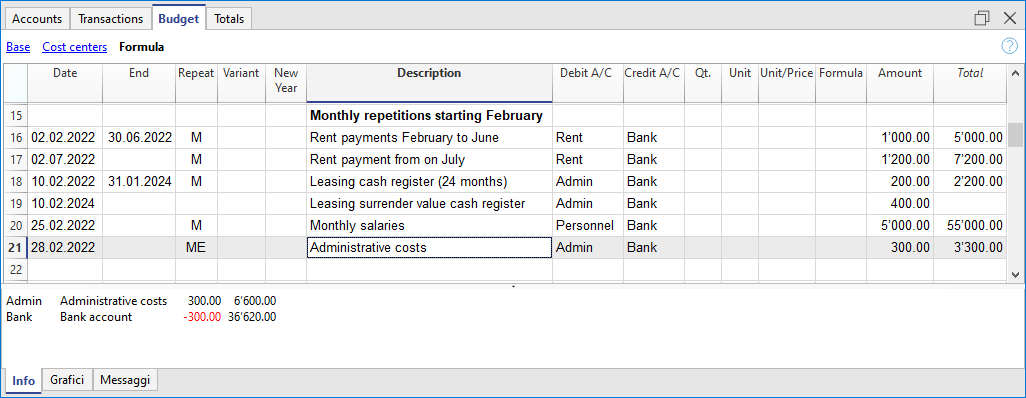 Accounts Transactions Budget Totals
Base Cost centers Formula
Date End Repeat Variant New Year Description Debit A/C Credit A/C Qt. Unit Unit/Price Formula Amount Total
15 Monthly repetitions starting February
16 02.02.2022 30.06.2022 M Rent payments February to June Rent Bank 1'000.00 5'000.00
17 02.07.2022 M Rent payment from on July Rent Bank 1'200.00 7'200.00
18 10.02.2022 31.01.2024 M Leasing cash register (24 months) Admin Bank 200.00 2'200.00
19 10.02.2024 Leasing surrender value cash register Admin Bank 400.00
20 25.02.2022 M Monthly salaries Personnel Bank 5'000.00 55'000.00
21 28.02.2022 ME Administrative costs Admin Bank 300.00 3'300.00
22
Admin Administrative costs 300.00 6'600.00
Bank Bank account -300.00 36'620.00
Info Grafici Messaggi